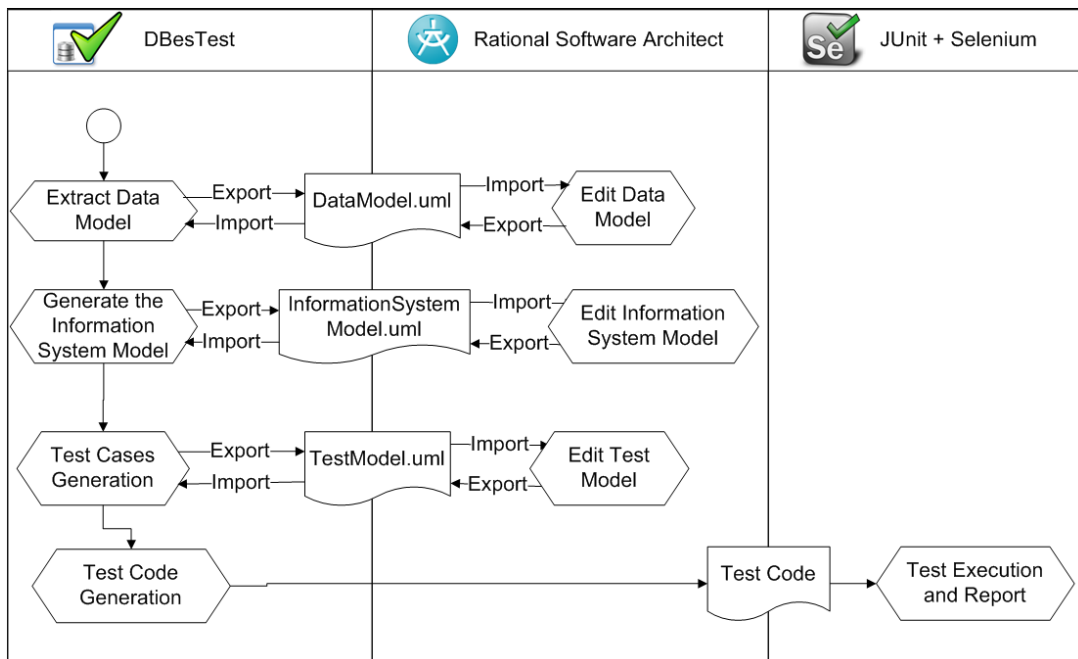 DBesTest
Rational Software Architect
Se
JUnit + Selenium
Extract Data
Model
Export
Import
DataModel.uml
Import
Export
Edit Data
Model
Generate the
Information
System Model
Export
Import
InformationSystem
Model.uml
Import
Export
Edit Information
System Model
Test Cases
Generation
Export
Import
TestModel.uml
Import
Export
Edit Test
Model
Test Code
Generation
Test Code
Test Execution
and Report